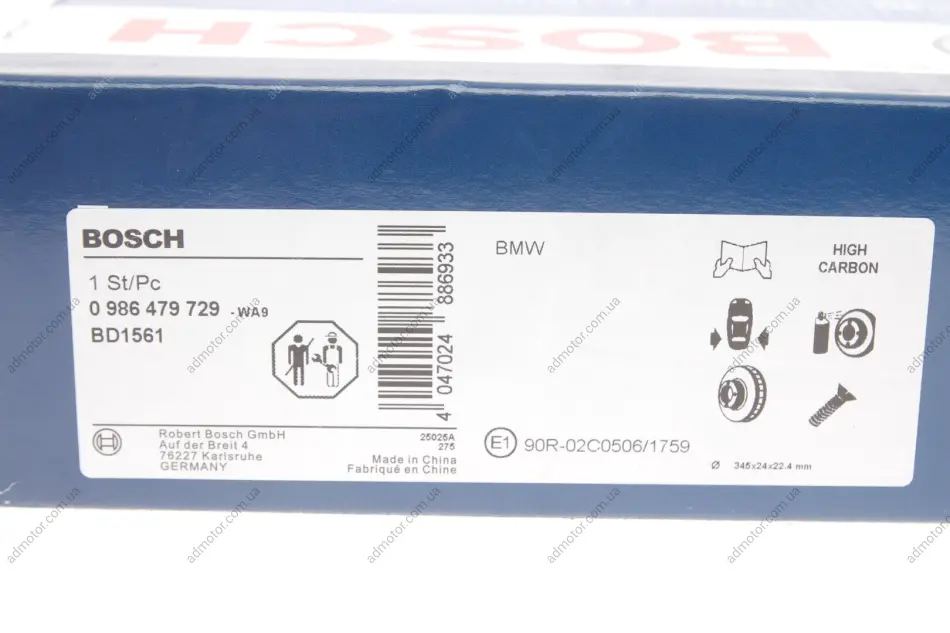 BOSCH
BOSCH
1 St/Pc
0 986 479 729 - WA9
BD1561
4 047024 886933
BMW
HIGH
CARBON
Robert Bosch GmbH
Auf der Breit 4
76227 Karlsruhe
GERMANY
25025A
275
Made in China
Fabriqué en Chine
E1 90R-02C0506/1759
Ø 345x24x22.4 mm
admotor.com.ua